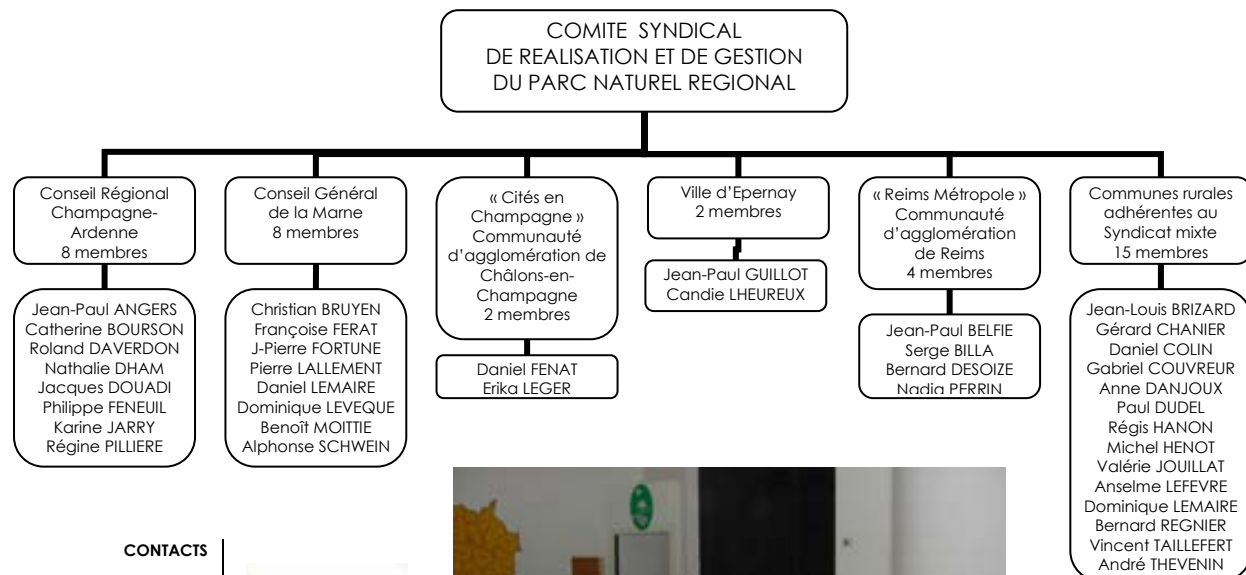 COMITE SYNDICAL
DE REALISATION ET DE GESTION
DU PARC NATUREL REGIONAL
Conseil Régional
Champagne-
Ardenne
8 membres
Jean-Paul ANGERS
Catherine BOURSON
Roland DAVERDON
Nathalie DHAM
Jacques DOUADI
Philippe FENEUIL
Karine JARRY
Régine PILLIERE
Conseil Général
de la Marne
8 membres
Christian BRUYEN
Françoise FERAT
J-Pierre FORTUNE
Pierre LALLEMENT
Daniel LEMAIRE
Dominique LEVEQUE
Benoît MOITTIE
Alphonse SCHWEIN
« Cités en
Champagne »
Communauté
d'agglomération de
Châlons-en-
Champagne
2 membres
Daniel FENAT
Erika LEGER
Ville d'Epernay
2 membres
Jean-Paul GUILLOT
Candie LHEUREUX
« Reims Métropole »
Communauté
d'agglomération
de Reims
4 membres
Jean-Paul BELFIE
Serge BILLA
Bernard DESOIZE
Nadia PERRIN
Communes rurales
adhérentes au
Syndicat mixte
15 membres
Jean-Louis BRIZARD
Gérard CHANIER
Daniel COLIN
Gabriel COUVREUR
Anne DANJOUX
Paul DUDEL
Régis HANON
Michel HENOT
Valérie JOUILLAT
Anselme LEFEVRE
Dominique LEMAIRE
Bernard REGNIER
Vincent TAILLEFERT
André THEVENIN
CONTACTS